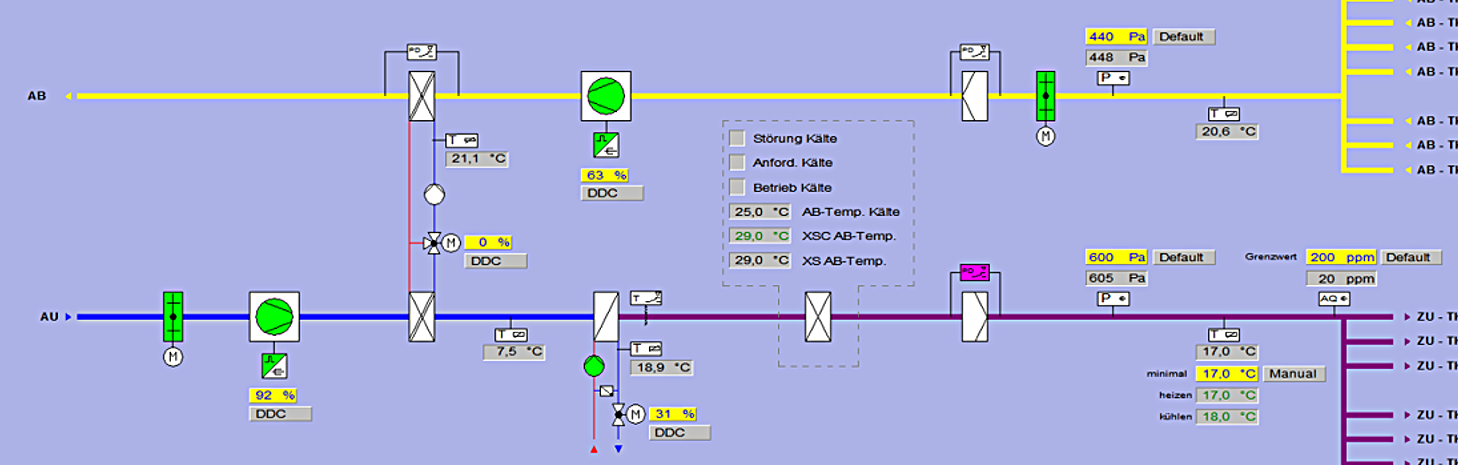 AB - TH
AB - TH
PD
PD
440 Pa Default
AB - TH
448 Pa
P
AB - TH
AB
T
AB - TH
M
20,6 °C
T
21,1 °C
Störung Kälte
AB - TH
Anford. Kälte
63 %
AB - TH
DDC
Betrieb Kälte
25,0 °C AB-Temp. Kälte
29,0 °C XSC AB-Temp.
M
0 %
DDC
29,0 °C XS AB-Temp.
600 Pa Default
Grenzwert 200 ppm Default
PD
605 Pa
20 ppm
T
P
AQ
AU
ZU - TH
T
T
ZU - TH
M
7,5 °C
T
17,0 °C
18,9 °C
ZU - TH
minimal 17,0 °C Manual
92 %
heizen 17,0 °C
DDC
M
31 %
kühlen 18,0 °C
ZU - TH
DDC
ZU - TH
ZU - TH